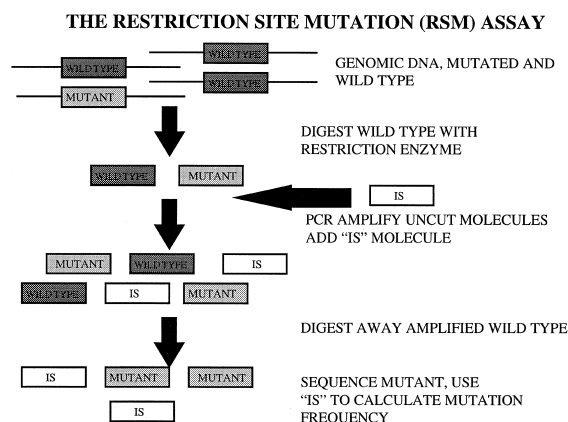 THE RESTRICTION SITE MUTATION (RSM) ASSAY
WILD TYPE
WILD TYPE
WILD TYPE
MUTANT
GENOMIC DNA, MUTATED AND
WILD TYPE
DIGEST WILD TYPE WITH
RESTRICTION ENZYME
WILD TYPE MUTANT
IS
PCR AMPLIFY UNCUT MOLECULES
ADD “IS” MOLECULE
MUTANT WILD TYPE IS
WILD TYPE IS MUTANT
DIGEST AWAY AMPLIFIED WILD TYPE
IS MUTANT MUTANT
IS
SEQUENCE MUTANT, USE
“IS” TO CALCULATE MUTATION
FREQUENCY